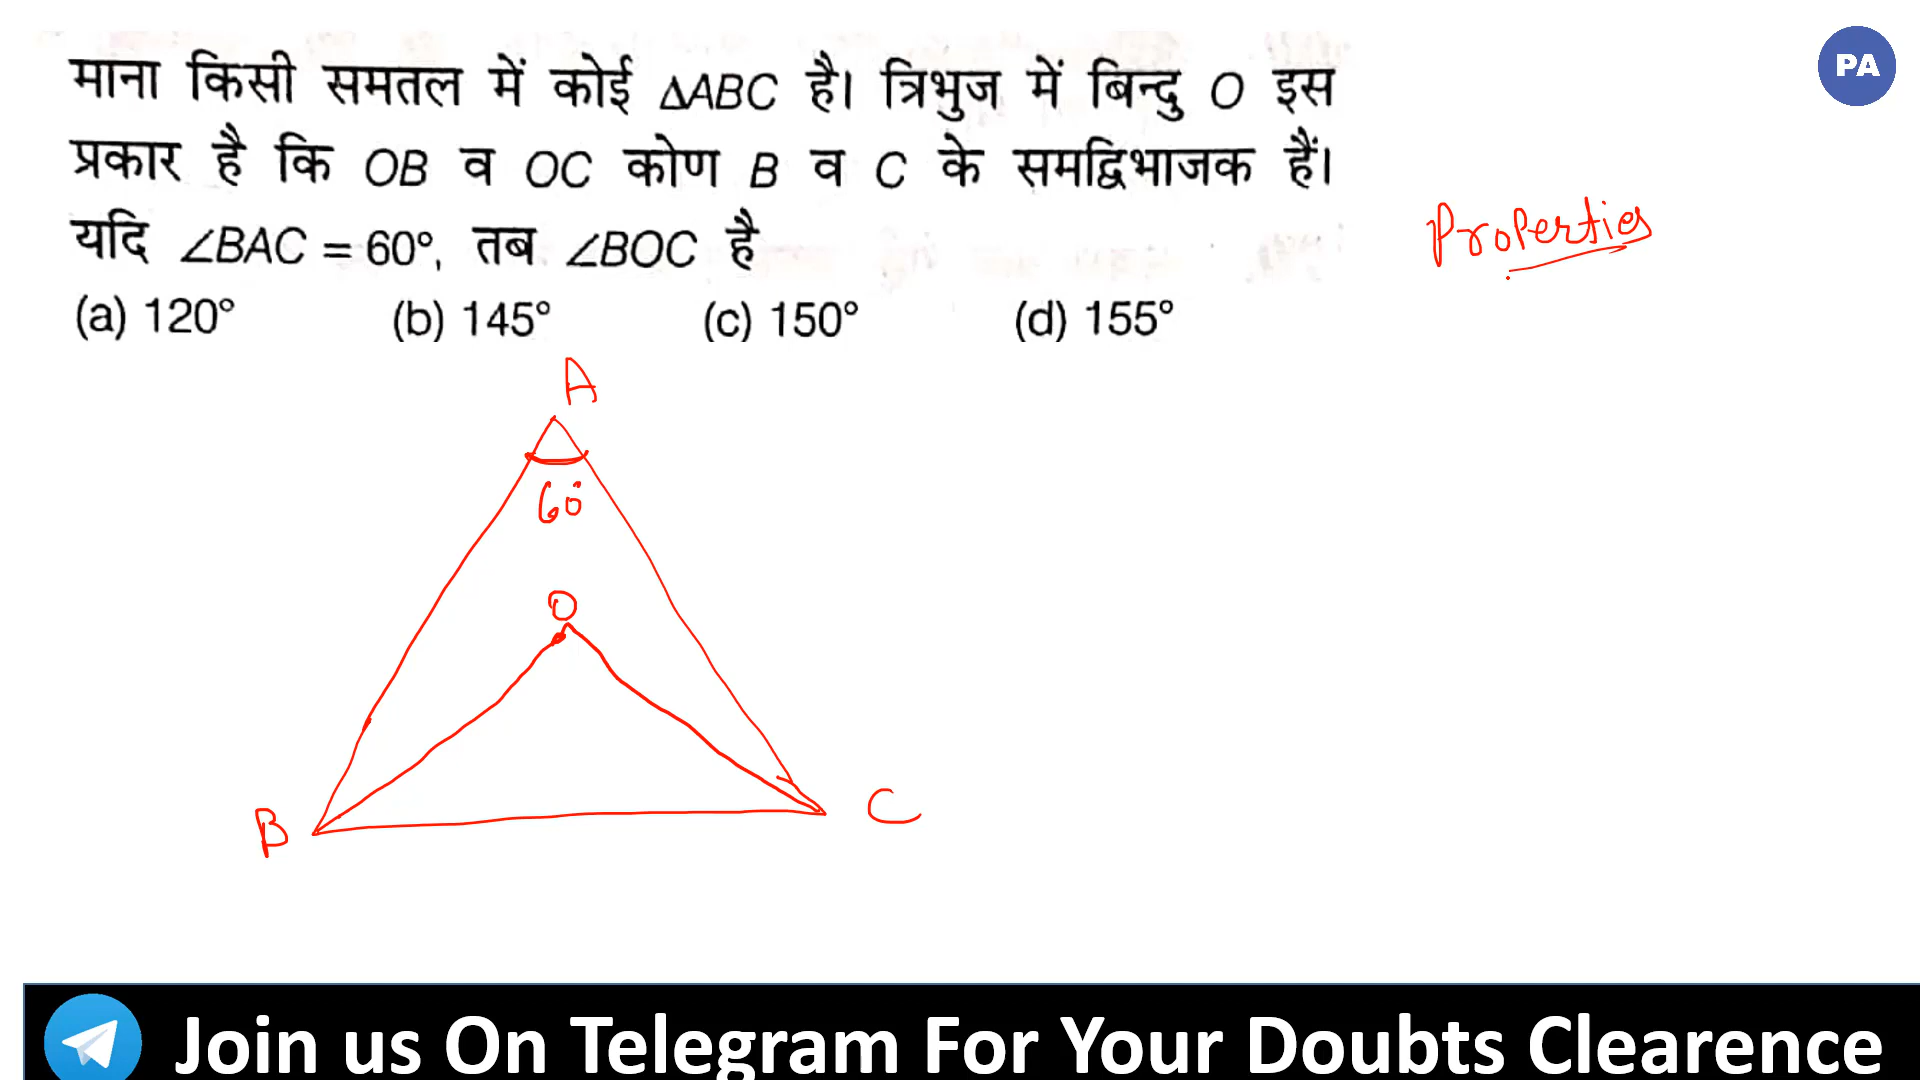 माना किसी समतल में कोई ΔABC है। त्रिभुज में बिन्दु O इस
प्रकार है कि OB व OC कोण B व C के समद्विभाजक हैं।
यदि ∠BAC = 60°, तब ∠BOC है
(a) 120° (b) 145° (c) 150° (d) 155°
PA
Properties
A
60°
O
B
C
Join us On Telegram For Your Doubts Clearence